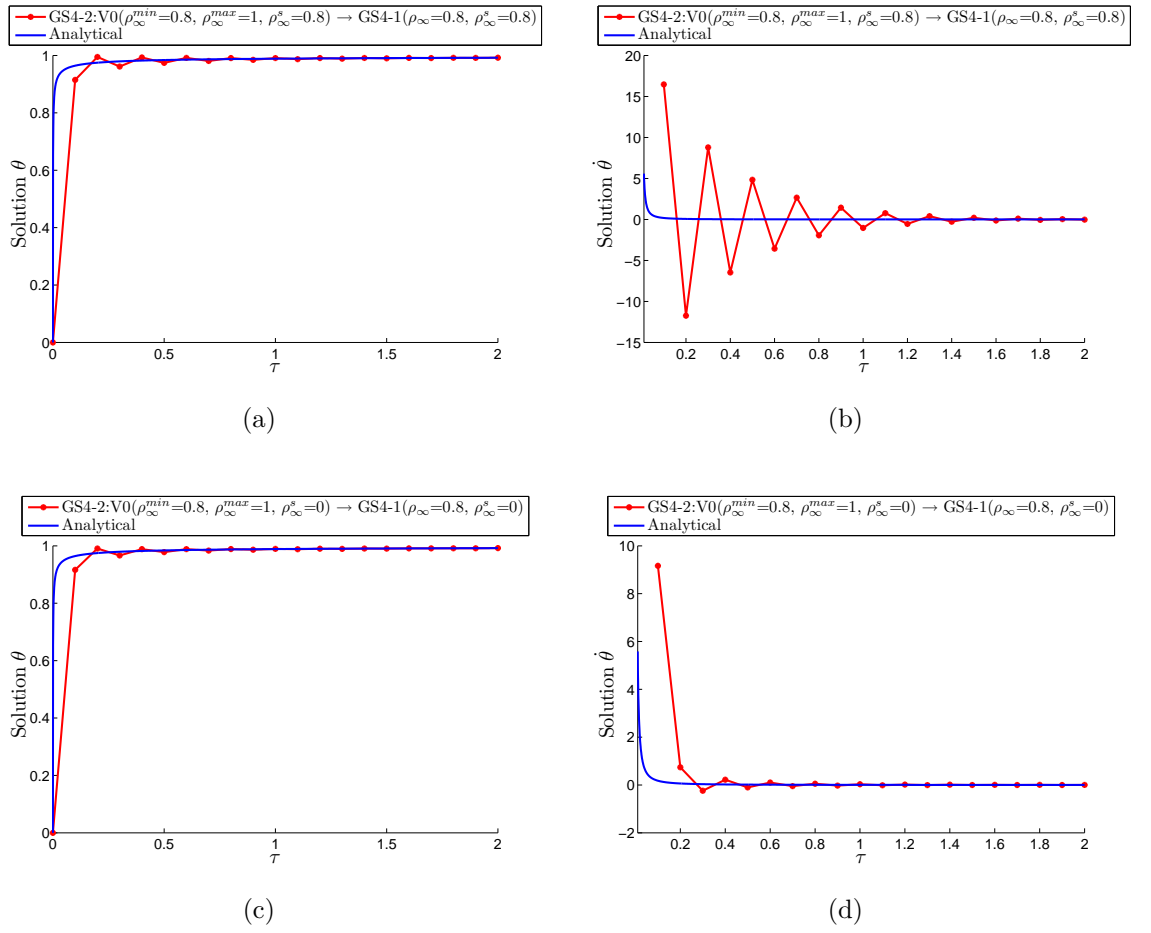 GS4-2:V0(ρ∞^min=0.8, ρ∞^max=1, ρ∞^s=0.8) → GS4-1(ρ∞=0.8, ρ∞^s=0.8)
Analytical
1
0.8
0.6
0.4
0.2
0
Solution θ
0
0.5
1
1.5
2
τ
(a)
GS4-2:V0(ρ∞^min=0.8, ρ∞^max=1, ρ∞^s=0.8) → GS4-1(ρ∞=0.8, ρ∞^s=0.8)
Analytical
20
15
10
5
0
−5
−10
−15
Solution θ̇
0.2 0.4 0.6 0.8 1 1.2 1.4 1.6 1.8 2
τ
(b)
GS4-2:V0(ρ∞^min=0.8, ρ∞^max=1, ρ∞^s=0) → GS4-1(ρ∞=0.8, ρ∞^s=0)
Analytical
1
0.8
0.6
0.4
0.2
0
Solution θ
0
0.5
1
1.5
2
τ
(c)
GS4-2:V0(ρ∞^min=0.8, ρ∞^max=1, ρ∞^s=0) → GS4-1(ρ∞=0.8, ρ∞^s=0)
Analytical
10
8
6
4
2
0
−2
Solution θ̇
0.2 0.4 0.6 0.8 1 1.2 1.4 1.6 1.8 2
τ
(d)